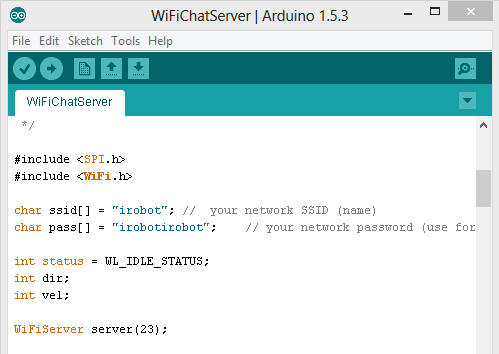 WiFiChatServer | Arduino 1.5.3
File Edit Sketch Tools Help
WiFiChatServer
*/
#include <SPI.h>
#include <WiFi.h>
char ssid[] = "irobot"; //  your network SSID (name)
char pass[] = "irobotirobot";    // your network password (use for
int status = WL_IDLE_STATUS;
int dir;
int vel;
WiFiServer server(23);